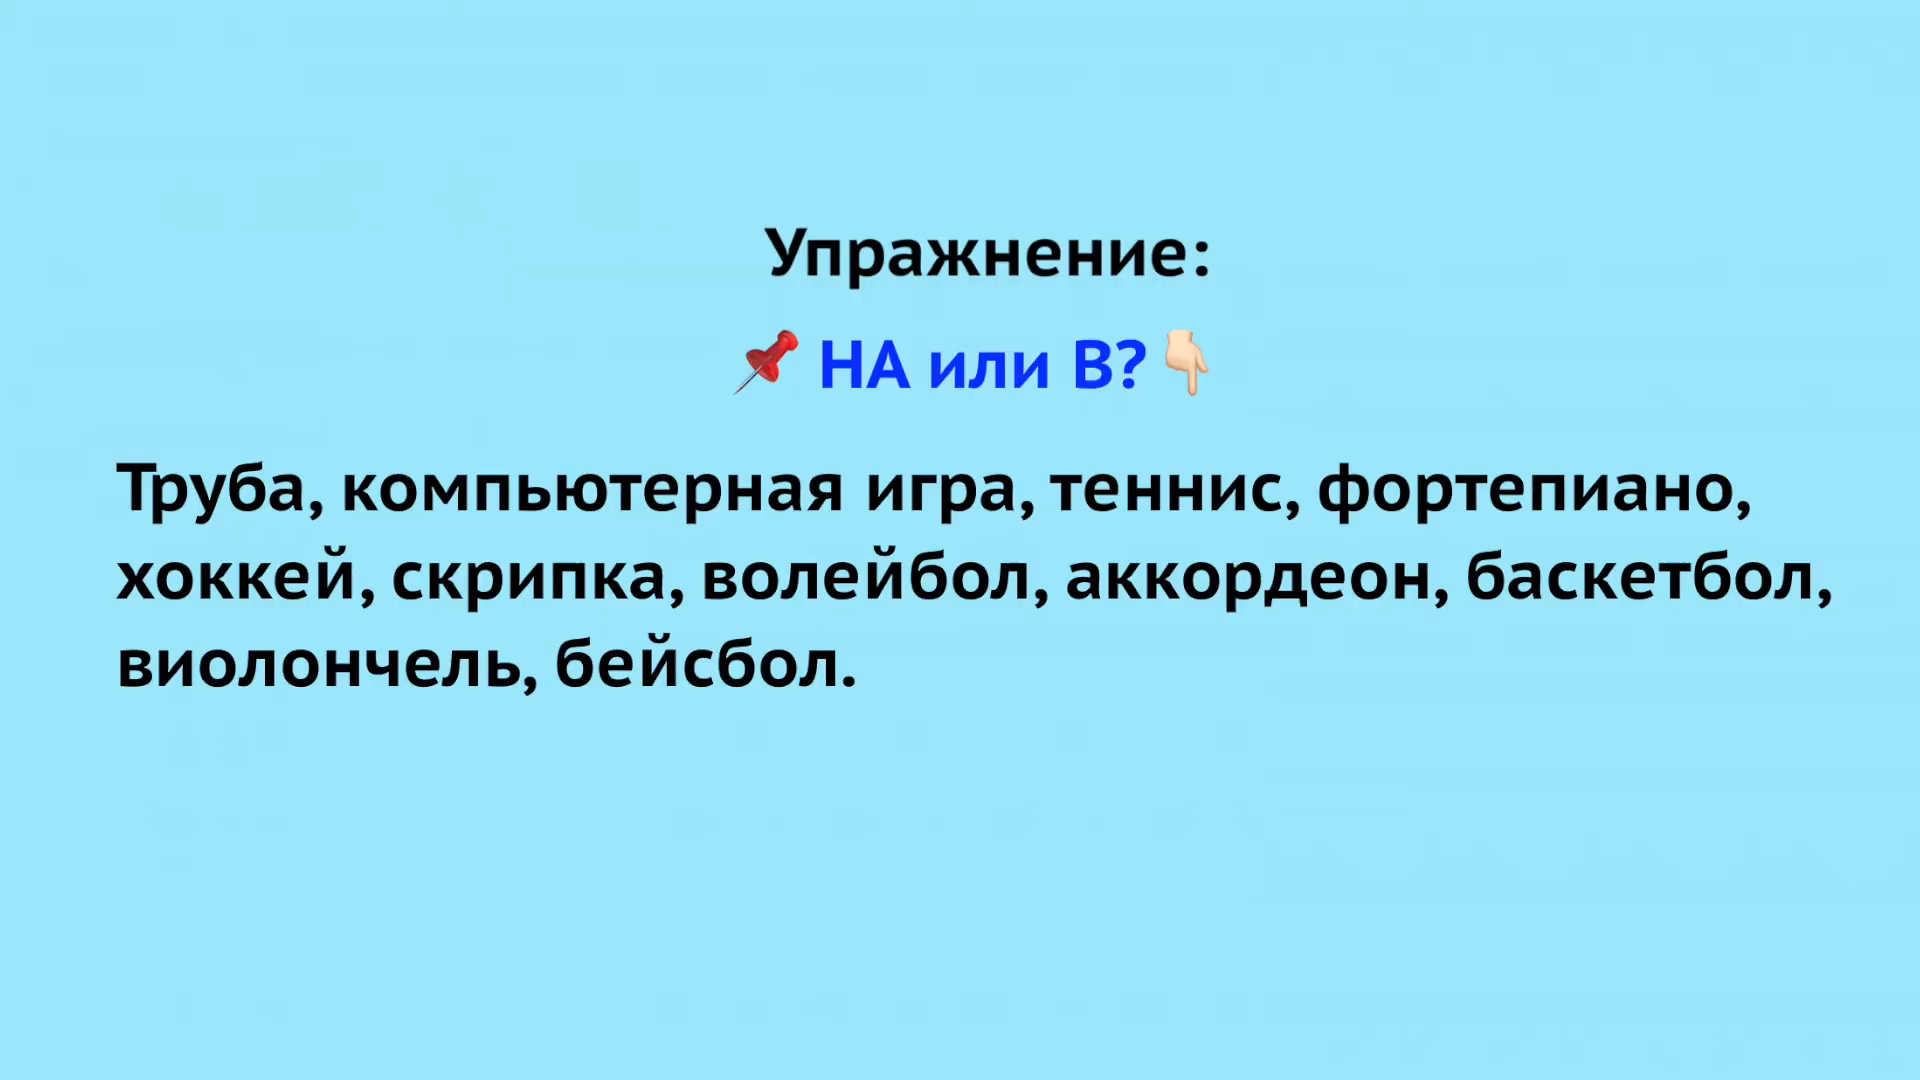 Упражнение:
📌 НА или В?👇🏻
Труба, компьютерная игра, теннис, фортепиано,
хоккей, скрипка, волейбол, аккордеон, баскетбол,
виолончель, бейсбол.